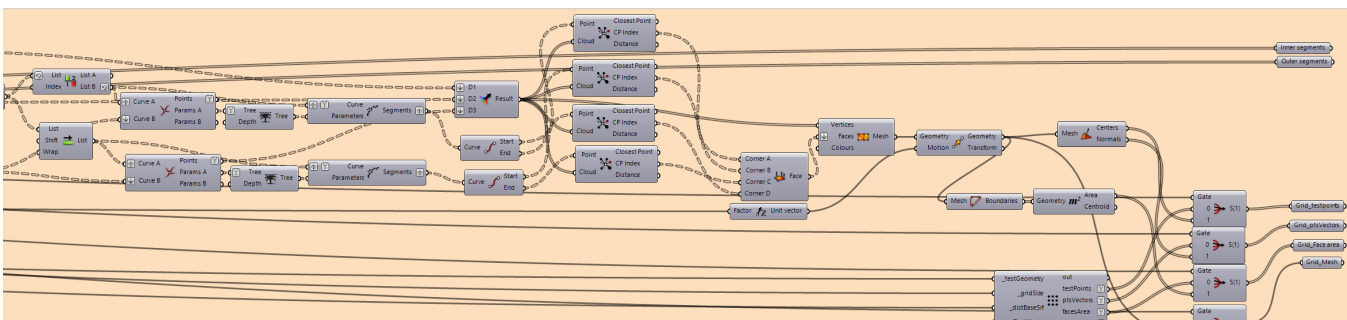 Point
Cloud
Closest Point
CP Index
Distance
Inner segments
Outer segments
List
Index
List A
List B
Point
Cloud
Closest Point
CP Index
Distance
D1
D2
D3
Result
Curve A
Curve B
Points
Params A
Params B
Tree
Depth
Tree
Curve
Parameters
Segments
Point
Cloud
Closest Point
CP Index
Distance
List
Shift
Wrap
List
Curve
Start
End
Vertices
Faces
Colours
Mesh
Geometry
Motion
Geometry
Transform
Mesh
Centers
Normals
Point
Cloud
Closest Point
CP Index
Distance
Curve A
Curve B
Points
Params A
Params B
Tree
Depth
Tree
Curve
Parameters
Segments
Curve
Start
End
Corner A
Corner B
Corner C
Corner D
Face
Factor
Unit vector
Mesh
Boundaries
Geometry
m²
Area
Centroid
Gate
0
1
S(1)
Grid_testpoints
Gate
0
1
S(1)
Grid_ptsVectors
Grid_Face area
Grid_Mesh
Gate
0
1
S(1)
_testGeometry
_gridSize
_distBaseSrf
out
testPoints
ptsVectors
facesArea
Gate